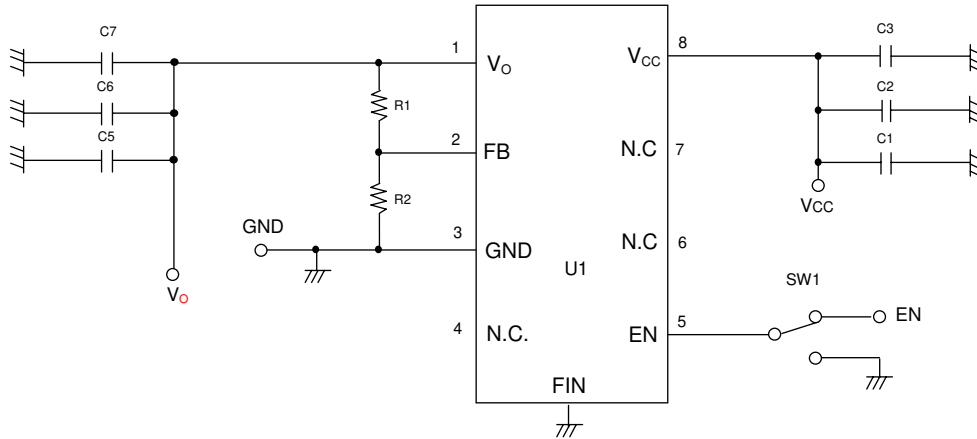 C7
C6
C5
1
2
3
4
R1
R2
GND
VO
VO
FB
GND
N.C.
U1
FIN
VCC
N.C
N.C
EN
8
7
6
5
C3
C2
C1
VCC
SW1
EN